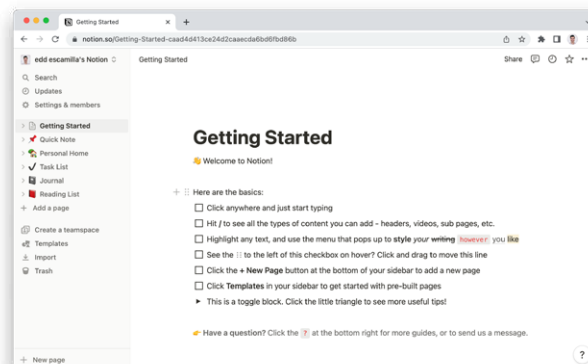 Getting Started
notion.so/Getting-Started-caad4d413ce24d2caaecda6bd6fbd86b
edd escamilla's Notion
Getting Started
Share
Search
Updates
Settings & members
Getting Started
Quick Note
Personal Home
Task List
Journal
Reading List
Add a page
Create a teamspace
Templates
Import
Trash
New page
Getting Started
👋 Welcome to Notion!
Here are the basics:
Click anywhere and just start typing
Hit / to see all the types of content you can add - headers, videos, sub pages, etc.
Highlight any text, and use the menu that pops up to style your writing however you like
See the ⋮⋮ to the left of this checkbox on hover? Click and drag to move this line
Click the + New Page button at the bottom of your sidebar to add a new page
Click Templates in your sidebar to get started with pre-built pages
This is a toggle block. Click the little triangle to see more useful tips!
👉 Have a question? Click the ? at the bottom right for more guides, or to send us a message.
?